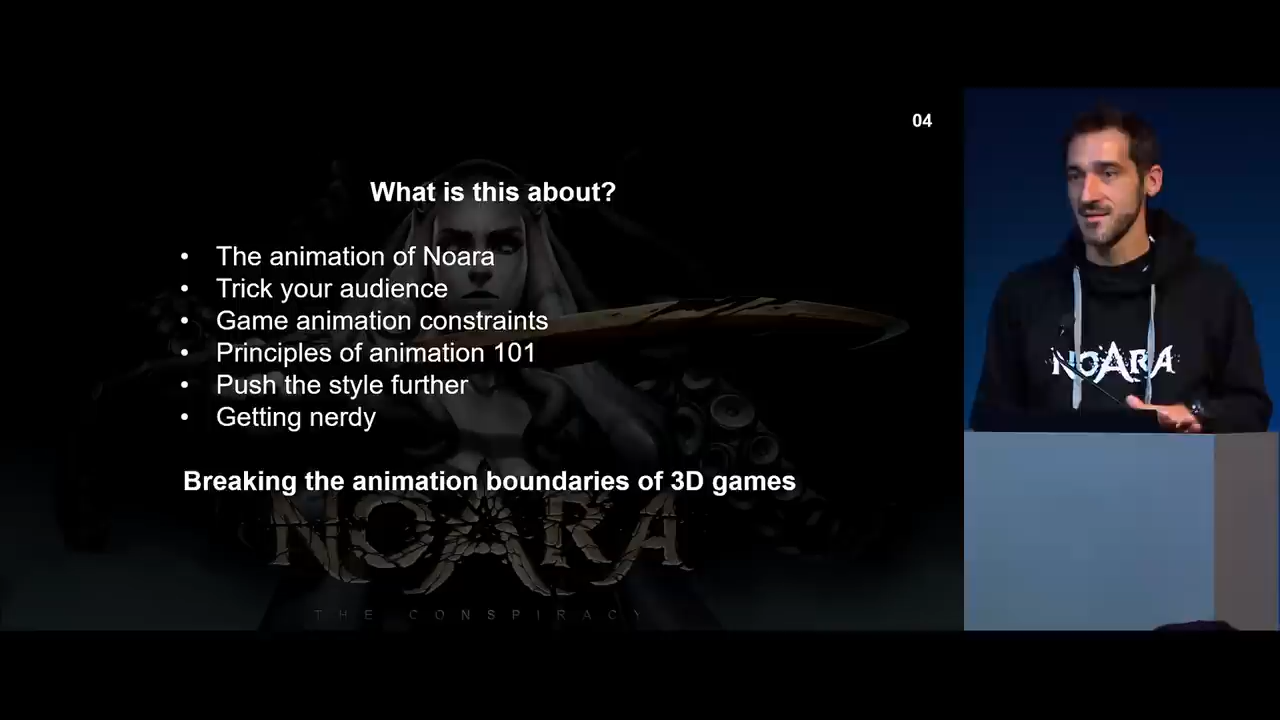 04
What is this about?
• The animation of Noara
• Trick your audience
• Game animation constraints
• Principles of animation 101
• Push the style further
• Getting nerdy
Breaking the animation boundaries of 3D games
NOARA
THE CONSPIRACY
NOARA